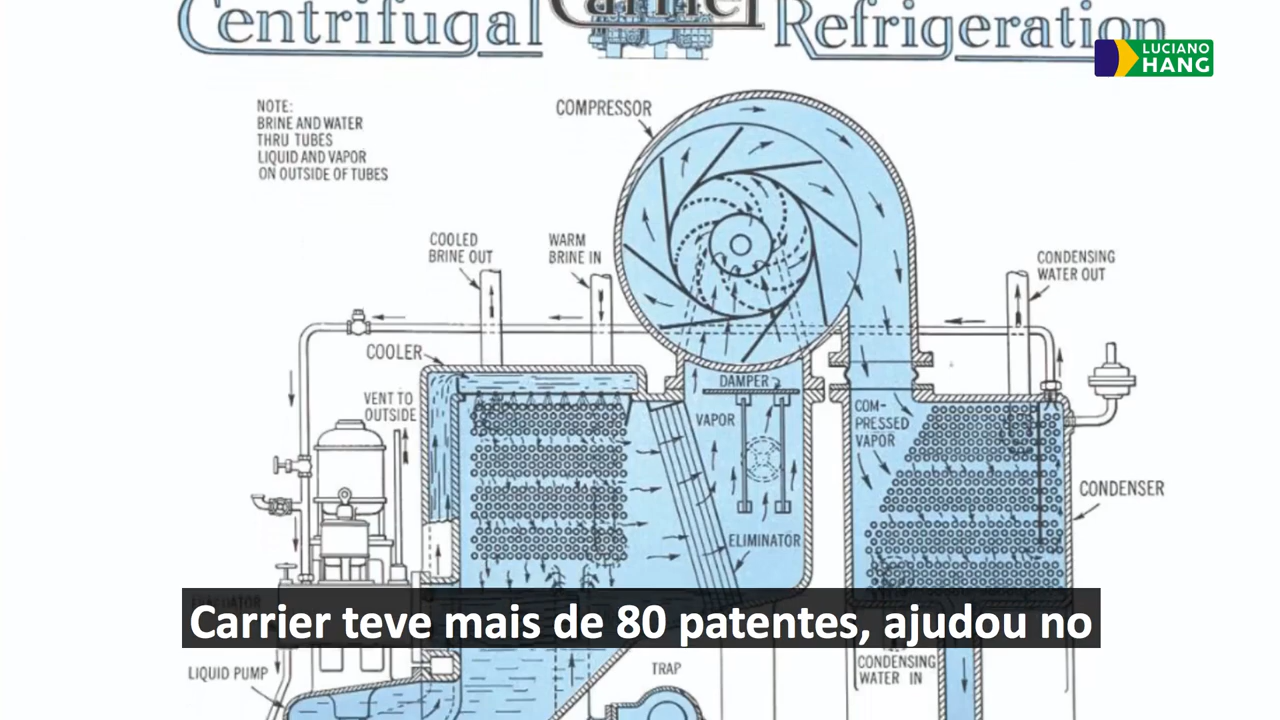 Centrifugal Carrier Refrigeration
LUCIANO
HANG
NOTE:
BRINE AND WATER
THRU TUBES
LIQUID AND VAPOR
ON OUTSIDE OF TUBES
COMPRESSOR
COOLED
BRINE OUT
WARM
BRINE IN
CONDENSING
WATER OUT
COOLER
VENT TO
OUTSIDE
DAMPER
VAPOR
COM-
PRESSED
VAPOR
CONDENSER
ELIMINATOR
EVACUATOR
Carrier teve mais de 80 patentes, ajudou no
LIQUID PUMP
TRAP
CONDENSING
WATER IN